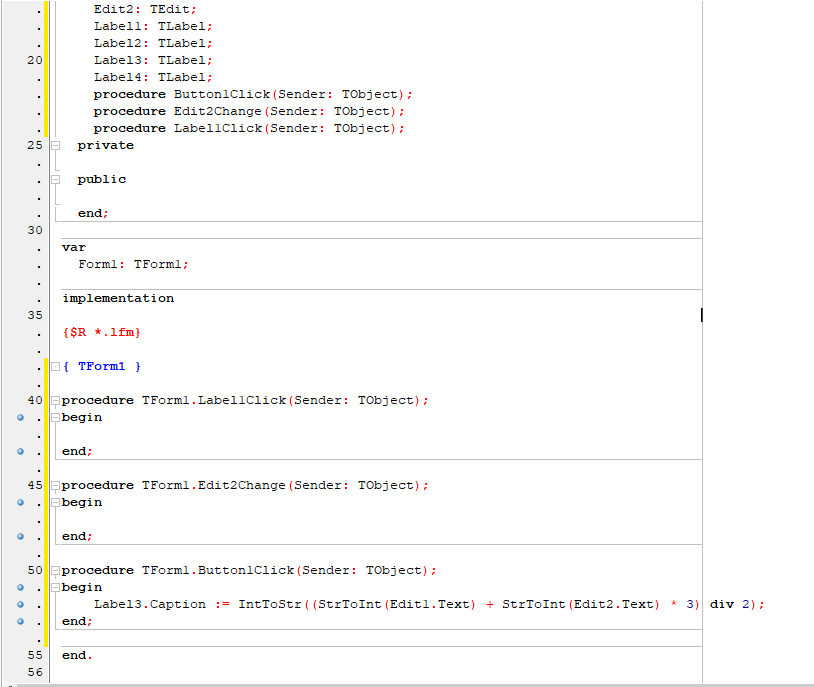 Edit2: TEdit;
Label1: TLabel;
Label2: TLabel;
20 Label3: TLabel;
Label4: TLabel;
procedure Button1Click(Sender: TObject);
procedure Edit2Change(Sender: TObject);
procedure Label1Click(Sender: TObject);
25 private
public
end;
30
var
Form1: TForm1;
implementation
35
{$R *.lfm}
{ TForm1 }
40 procedure TForm1.Label1Click(Sender: TObject);
begin
end;
45 procedure TForm1.Edit2Change(Sender: TObject);
begin
end;
50 procedure TForm1.Button1Click(Sender: TObject);
begin
Label3.Caption := IntToStr((StrToInt(Edit1.Text) + StrToInt(Edit2.Text) * 3) div 2);
end;
55 end.
56